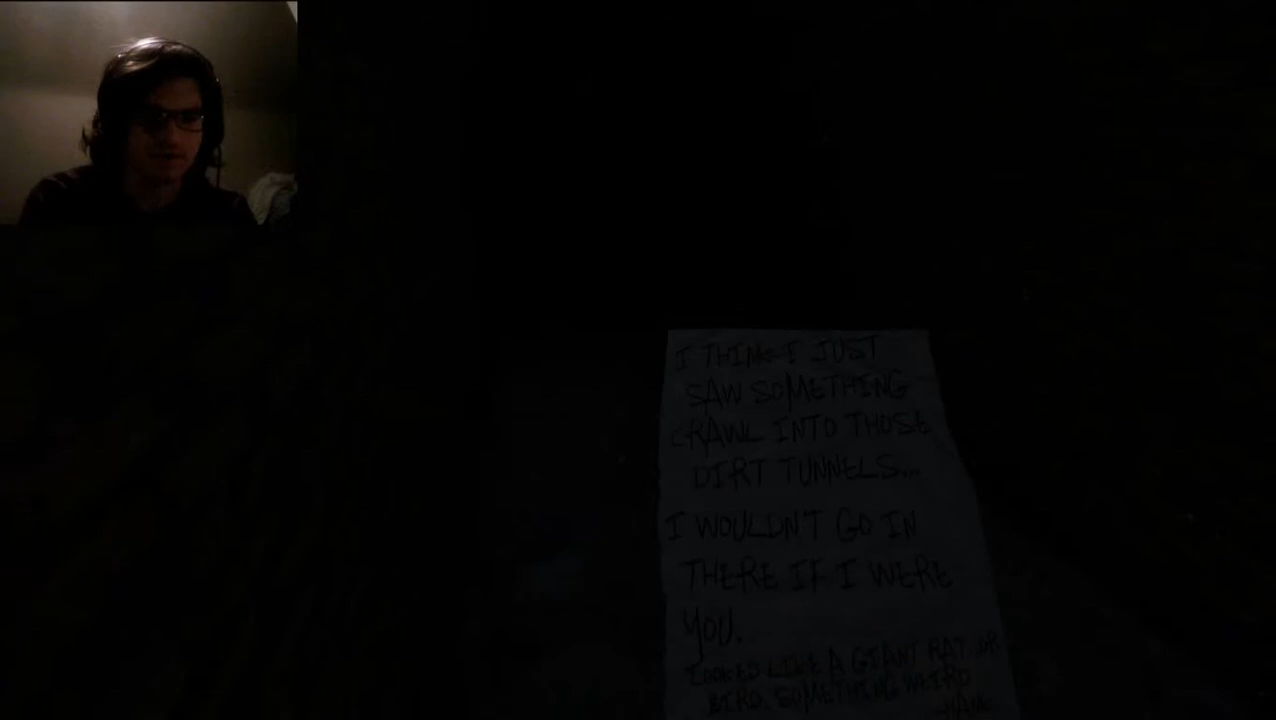 I THINK I JUST
SAW SOMETHING
CRAWL INTO THOSE
DIRT TUNNELS...
I WOULDN'T GO IN
THERE IF I WERE
YOU.
LOOKED LIKE A GIANT RAT OR
BIRD. SOMETHING WEIRD